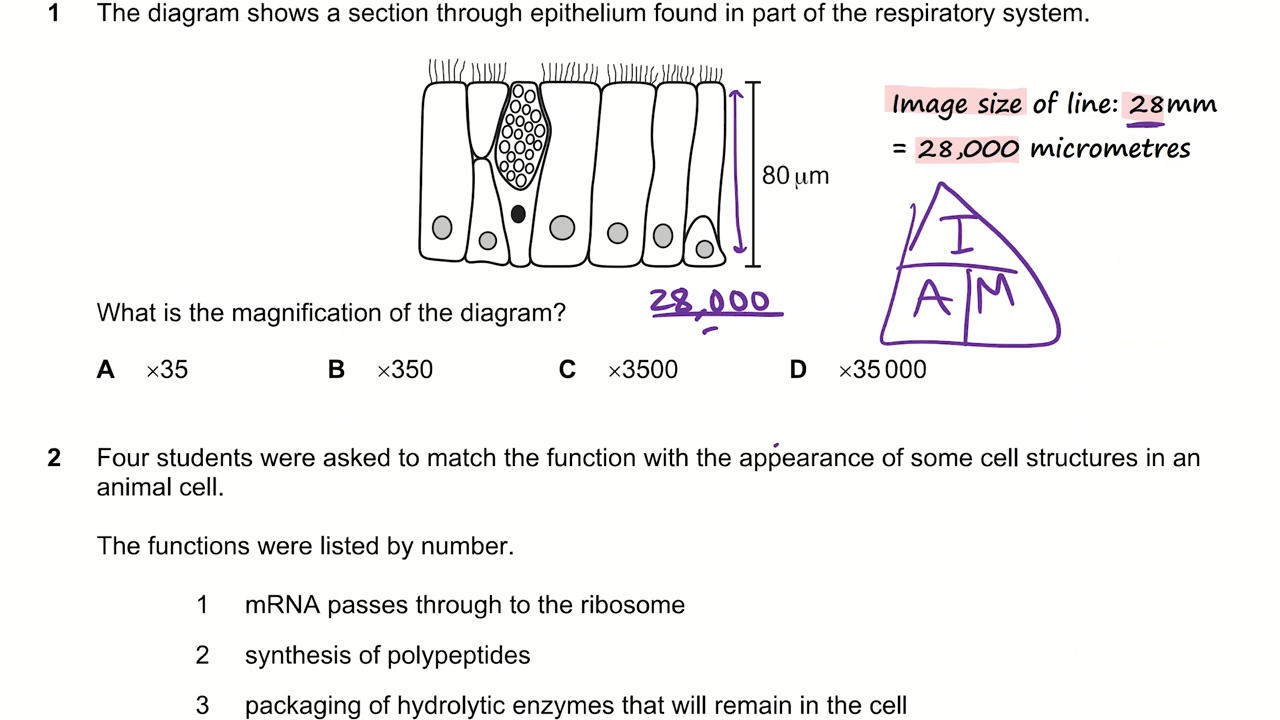 1 The diagram shows a section through epithelium found in part of the respiratory system.
Image size of line: 28mm
= 28,000 micrometres
80 µm
I
A M
28,000
What is the magnification of the diagram?
A ×35 B ×350 C ×3500 D ×35 000
2 Four students were asked to match the function with the appearance of some cell structures in an
animal cell.
The functions were listed by number.
1 mRNA passes through to the ribosome
2 synthesis of polypeptides
3 packaging of hydrolytic enzymes that will remain in the cell